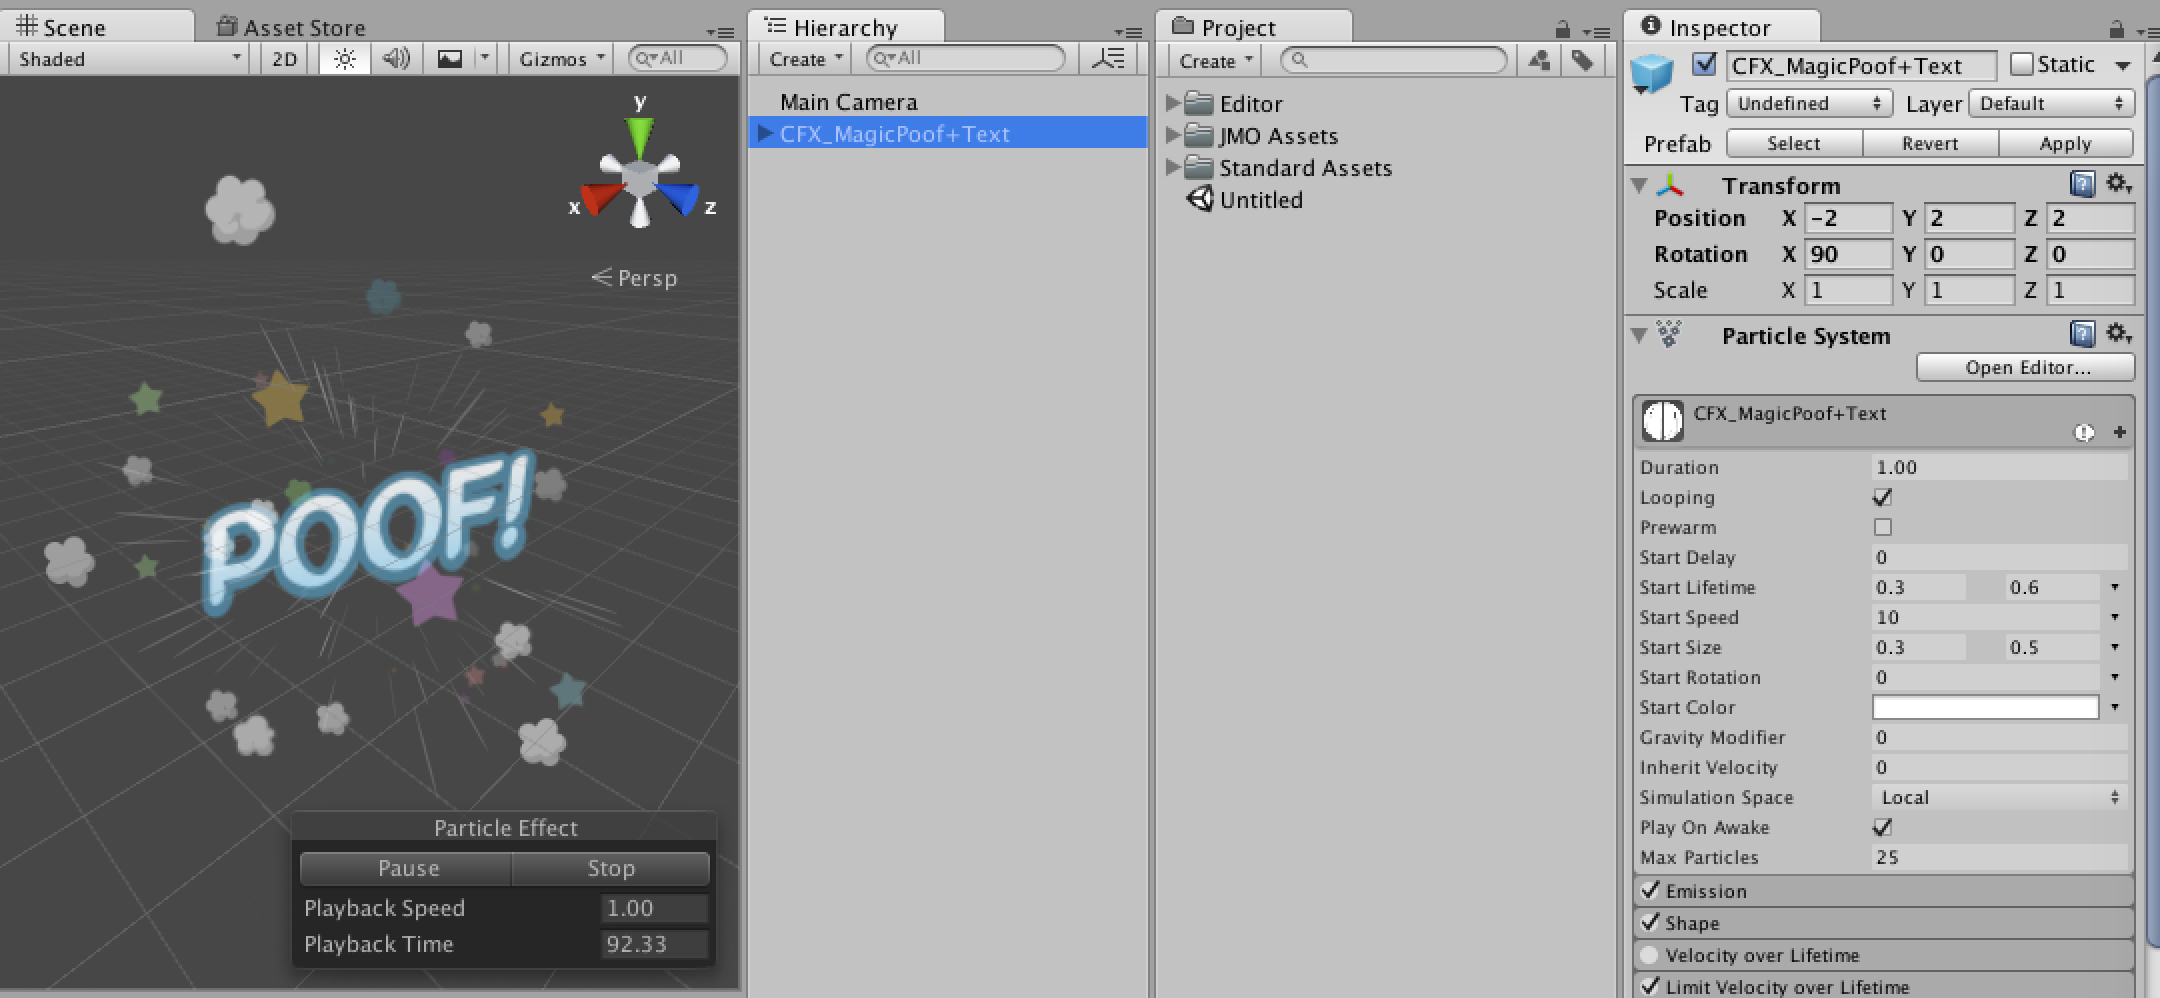 Scene
Asset Store
Shaded
2D
Gizmos
All
y
x
z
Persp
POOF!
Particle Effect
Pause
Stop
Playback Speed
1.00
Playback Time
92.33
Hierarchy
Create
All
Main Camera
CFX_MagicPoof+Text
Project
Create
Editor
JMO Assets
Standard Assets
Untitled
Inspector
CFX_MagicPoof+Text
Static
Tag Undefined Layer Default
Prefab Select Revert Apply
Transform
Position X -2 Y 2 Z 2
Rotation X 90 Y 0 Z 0
Scale X 1 Y 1 Z 1
Particle System
Open Editor...
CFX_MagicPoof+Text
Duration 1.00
Looping
Prewarm
Start Delay 0
Start Lifetime 0.3 0.6
Start Speed 10
Start Size 0.3 0.5
Start Rotation 0
Start Color
Gravity Modifier 0
Inherit Velocity 0
Simulation Space Local
Play On Awake
Max Particles 25
Emission
Shape
Velocity over Lifetime
Limit Velocity over Lifetime